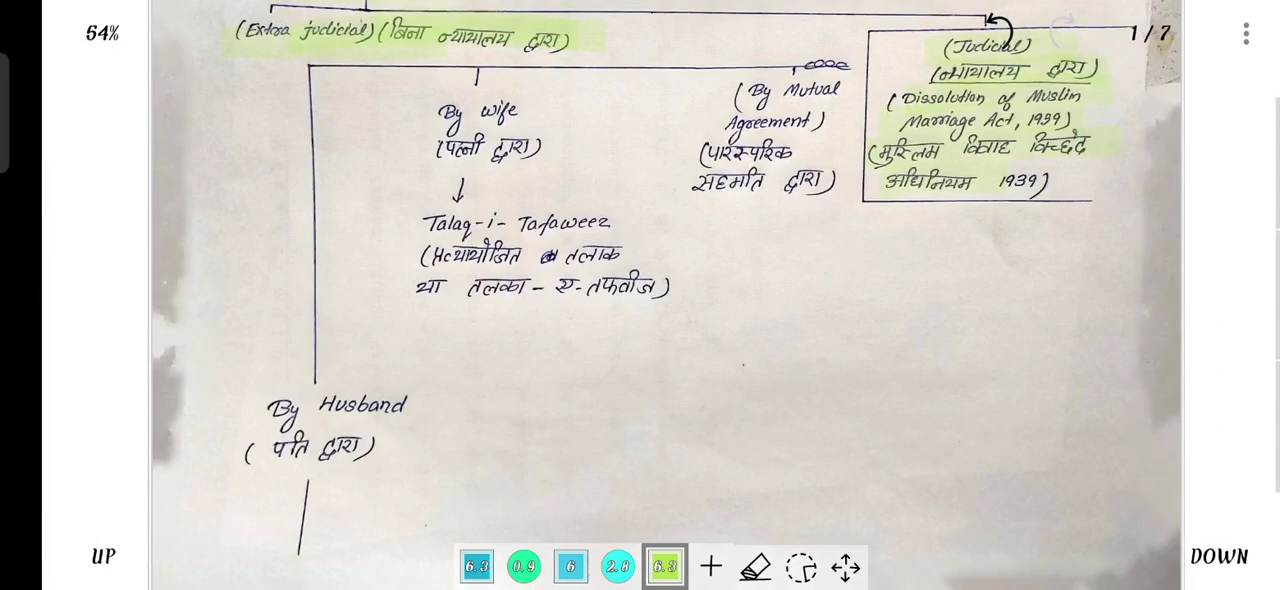 54%
(Extra judicial) (बिना न्यायालय द्वारा)
1/7
(Judicial)
(न्यायालय द्वारा)
(Dissolution of Muslim
Marriage Act, 1939)
(मुस्लिम विवाह विच्छेद
अधिनियम 1939)
By wife
(पत्नी द्वारा)
(By Mutual
Agreement)
(पारस्परिक
सहमति द्वारा)
Talaq-i-Tafaweez
(प्रत्यायोजित तलाक
या तलका - ए-तफवीज)
By Husband
(पति द्वारा)
UP
6.3
0.9
6
2.8
6.3
DOWN